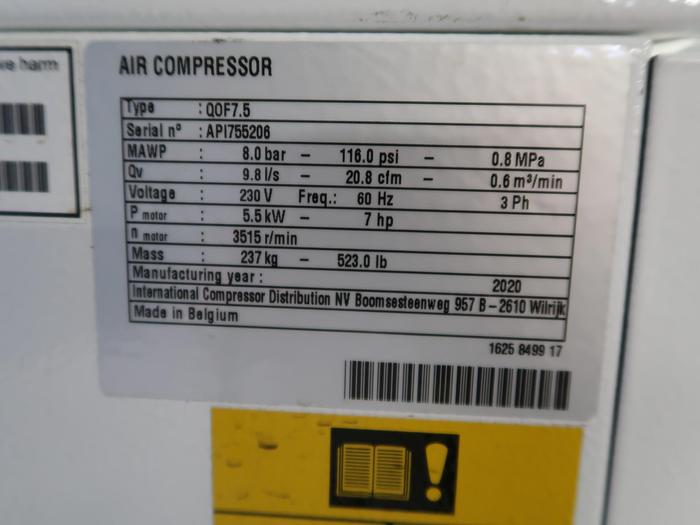 ve harm
AIR COMPRESSOR
Type : QOF7.5
Serial nº : API755206
MAWP : 8.0 bar – 116.0 psi – 0.8 MPa
Qv : 9.8 l/s – 20.8 cfm – 0.6 m³/min
Voltage : 230 V Freq.: 60 Hz 3 Ph
P motor : 5.5 kW – 7 hp
n motor : 3515 r/min
Mass : 237 kg – 523.0 lb
Manufacturing year : 2020
International Compressor Distribution NV Boomsesteenweg 957 B – 2610 Wilrijk
Made in Belgium
1625 8499 17